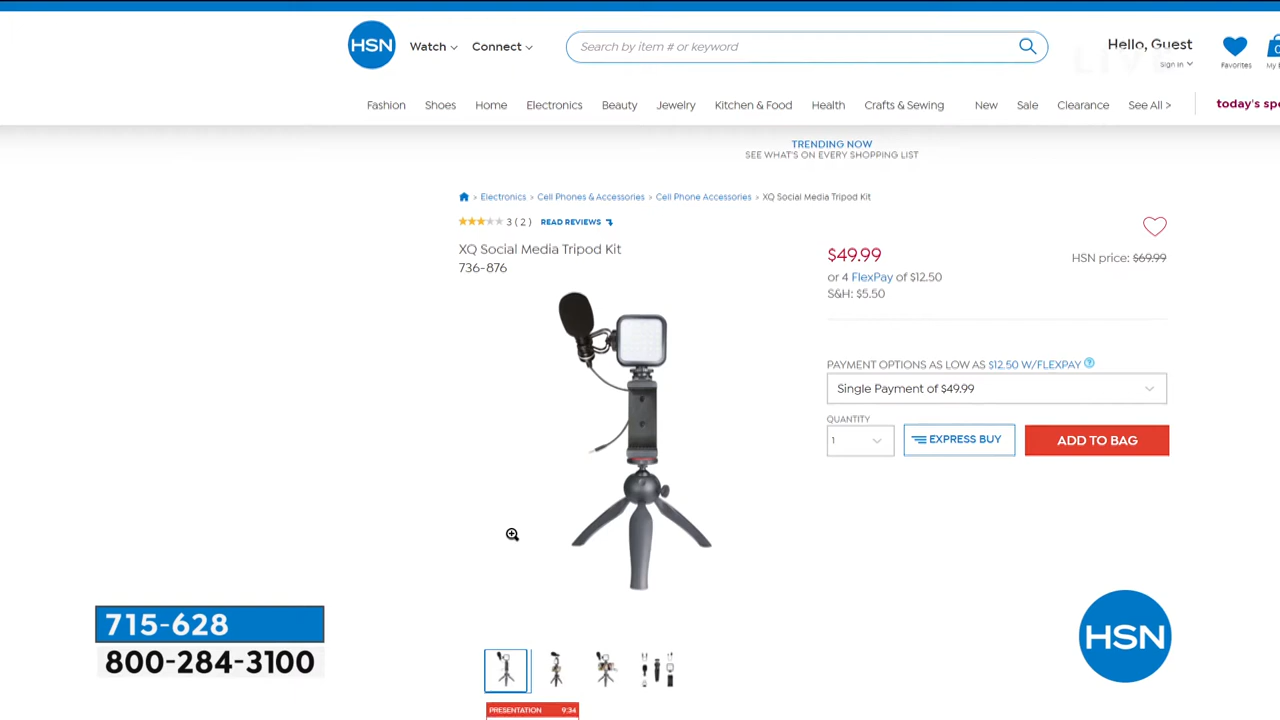 HSN
Watch
Connect
Search by item # or keyword
Hello, Guest
Sign In
Favorites
0
My
LIVE
Fashion
Shoes
Home
Electronics
Beauty
Jewelry
Kitchen & Food
Health
Crafts & Sewing
New
Sale
Clearance
See All >
today's spe
TRENDING NOW
SEE WHAT'S ON EVERY SHOPPING LIST
Electronics > Cell Phones & Accessories > Cell Phone Accessories > XQ Social Media Tripod Kit
3 ( 2 ) READ REVIEWS
XQ Social Media Tripod Kit
736-876
$49.99
HSN price: $69.99
or 4 FlexPay of $12.50
S&H: $5.50
PAYMENT OPTIONS AS LOW AS $12.50 W/FLEXPAY ?
Single Payment of $49.99
QUANTITY
1
EXPRESS BUY
ADD TO BAG
715-628
800-284-3100
HSN
PRESENTATION 9:34